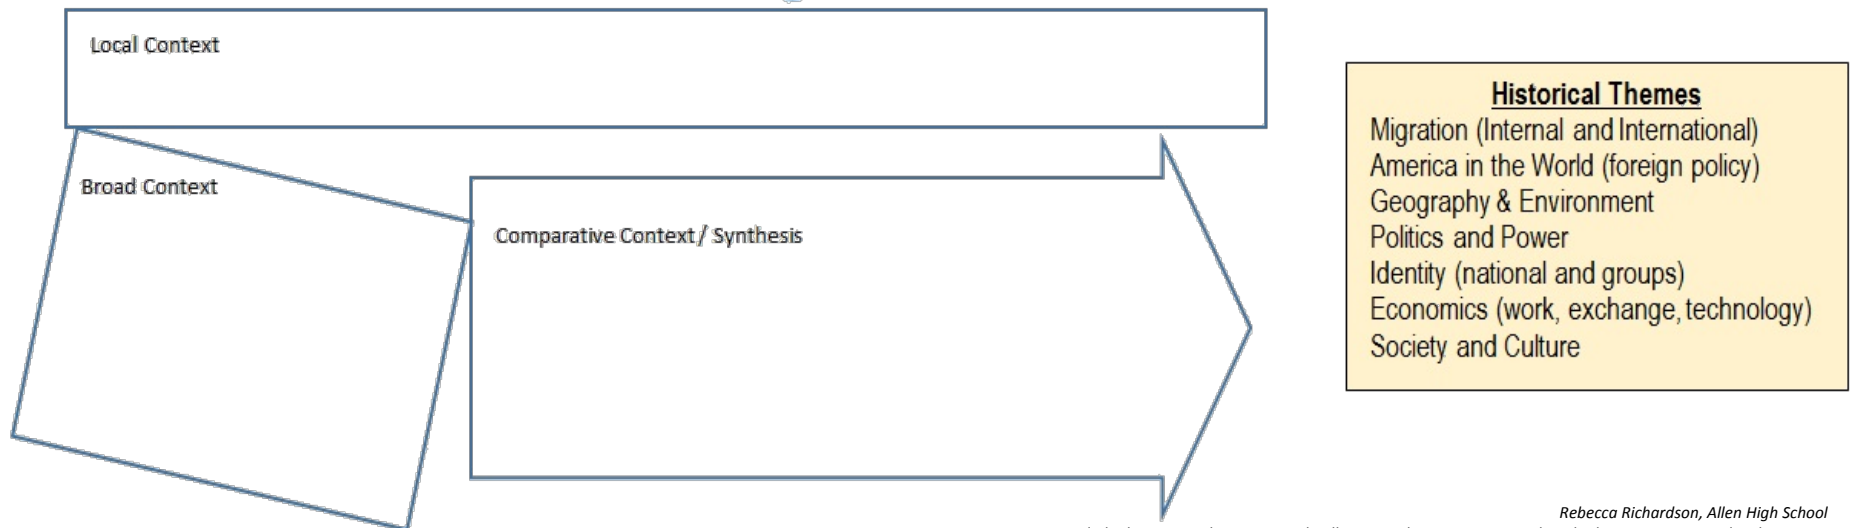 Local Context
Broad Context
Comparative Context / Synthesis
Historical Themes
Migration (Internal and International)
America in the World (foreign policy)
Geography & Environment
Politics and Power
Identity (national and groups)
Economics (work, exchange, technology)
Society and Culture
Rebecca Richardson, Allen High School